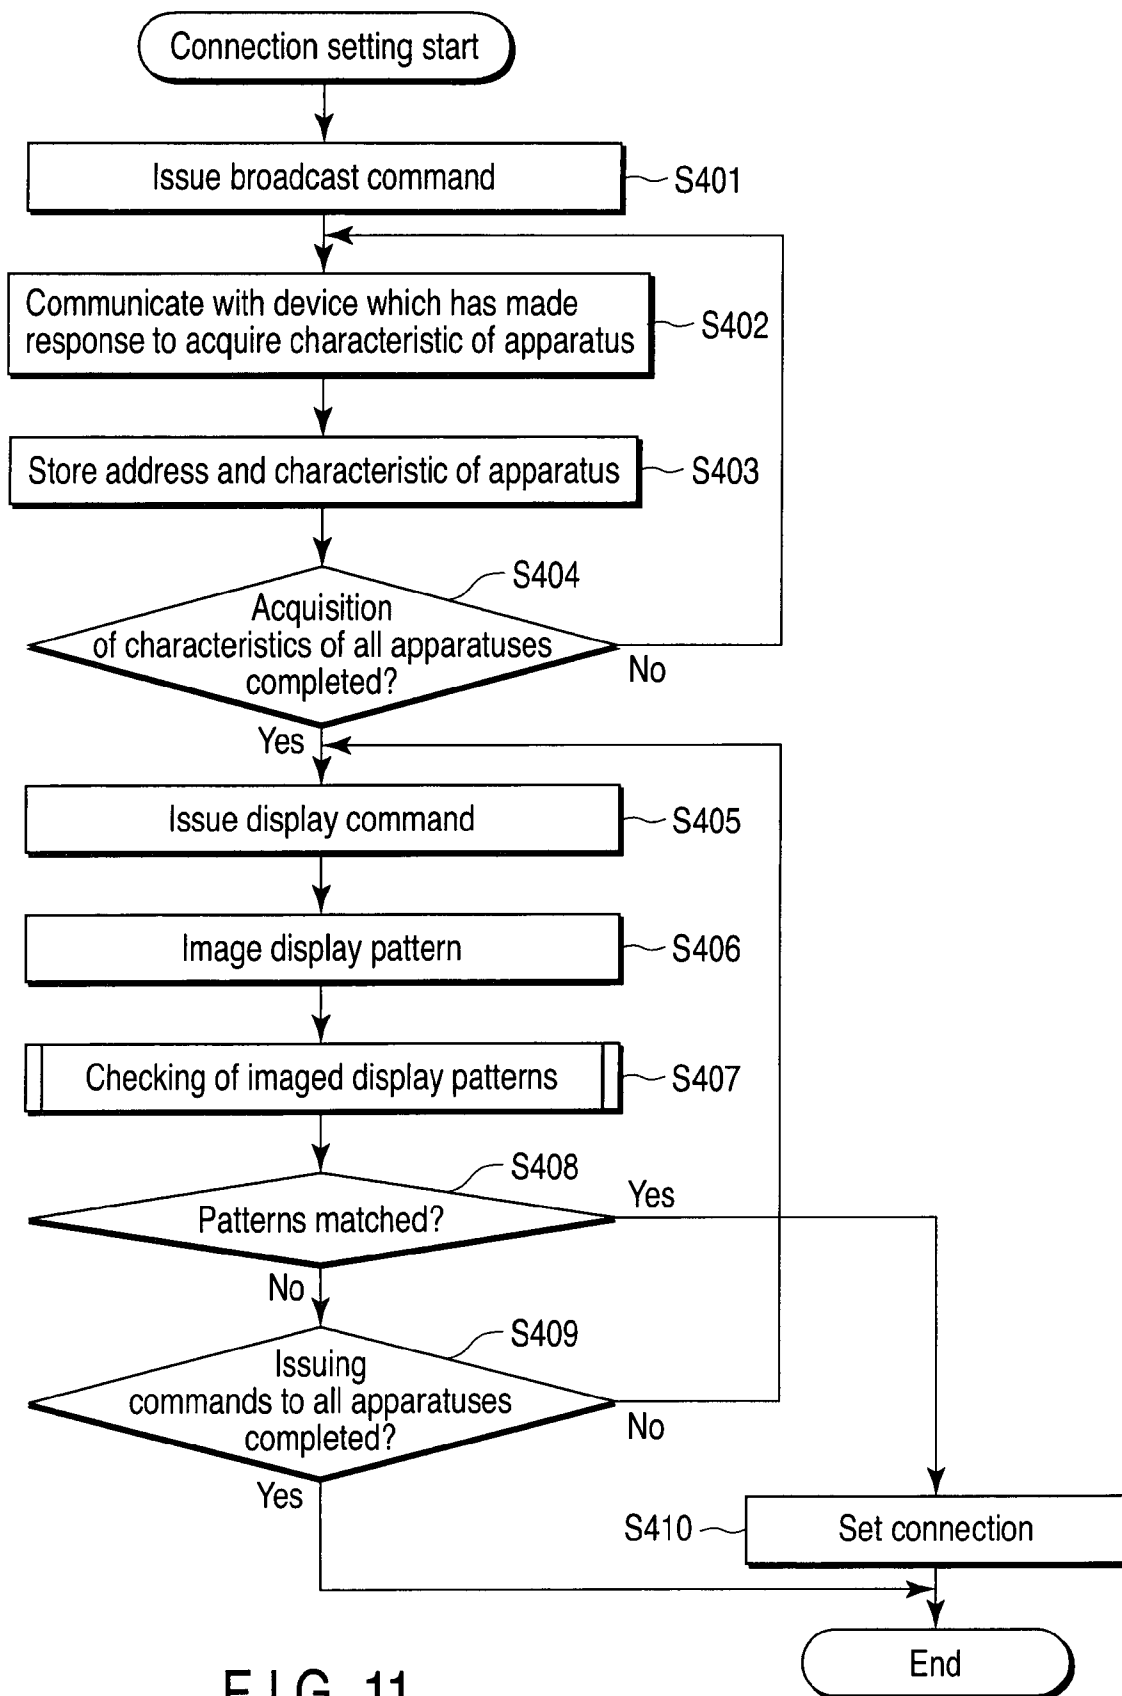 Connection setting start
Issue broadcast command
S401
Communicate with device which has made
response to acquire characteristic of apparatus
S402
Store address and characteristic of apparatus
S403
S404
Acquisition
of characteristics of all apparatuses
completed?
No
Yes
Issue display command
S405
Image display pattern
S406
Checking of imaged display patterns
S407
S408
Patterns matched?
Yes
No
S409
Issuing
commands to all apparatuses
completed?
No
Yes
S410
Set connection
End
FIG. 11